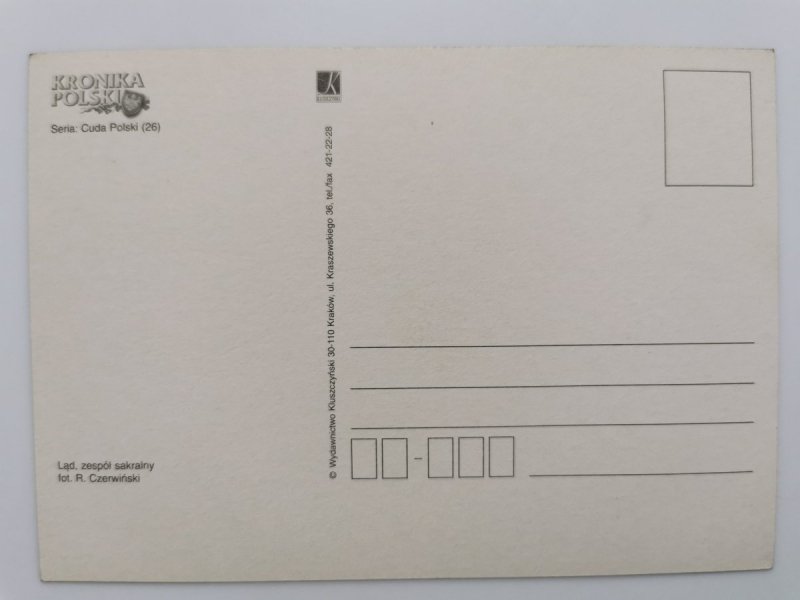 KRONIKA
POLSKI
Seria: Cuda Polski (26)
K
© Wydawnictwo Kluszczyński 30-110 Kraków, ul. Kraszewskiego 36, tel./fax 421-22-28
Ląd, zespół sakralny
fot. R. Czerwiński
–